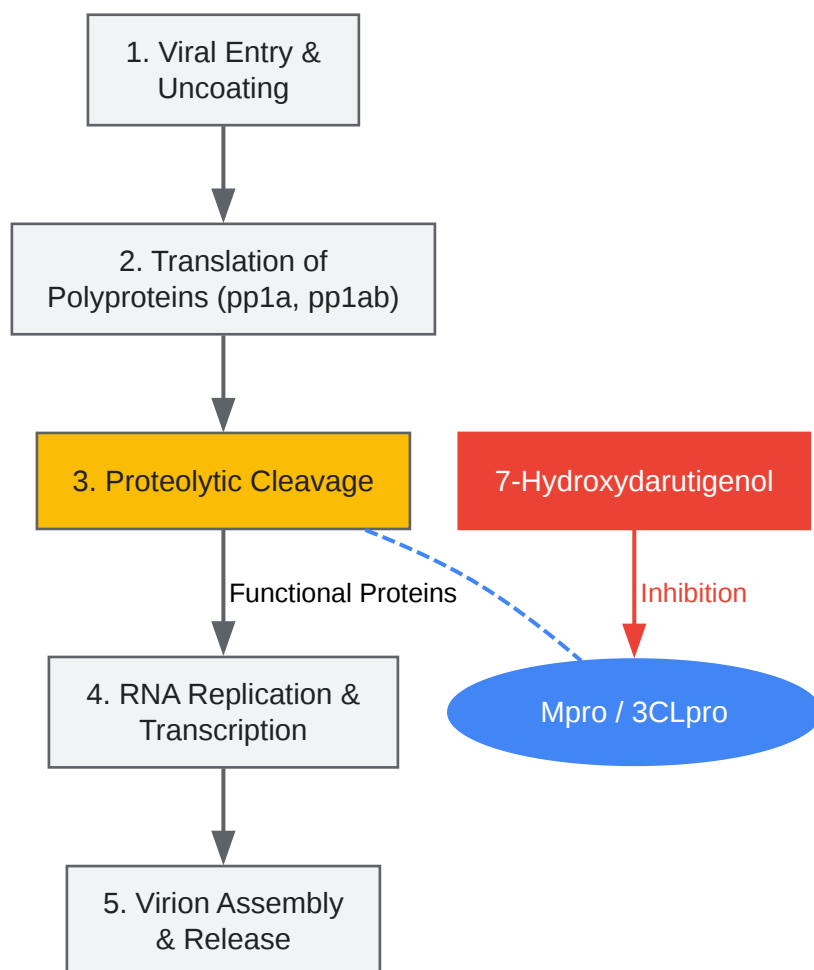 1. Viral Entry &
Uncoating
2. Translation of
Polyproteins (pp1a, pp1ab)
3. Proteolytic Cleavage
7-Hydroxydarutigenol
Functional Proteins
Inhibition
4. RNA Replication &
Transcription
Mpro / 3CLpro
5. Virion Assembly
& Release